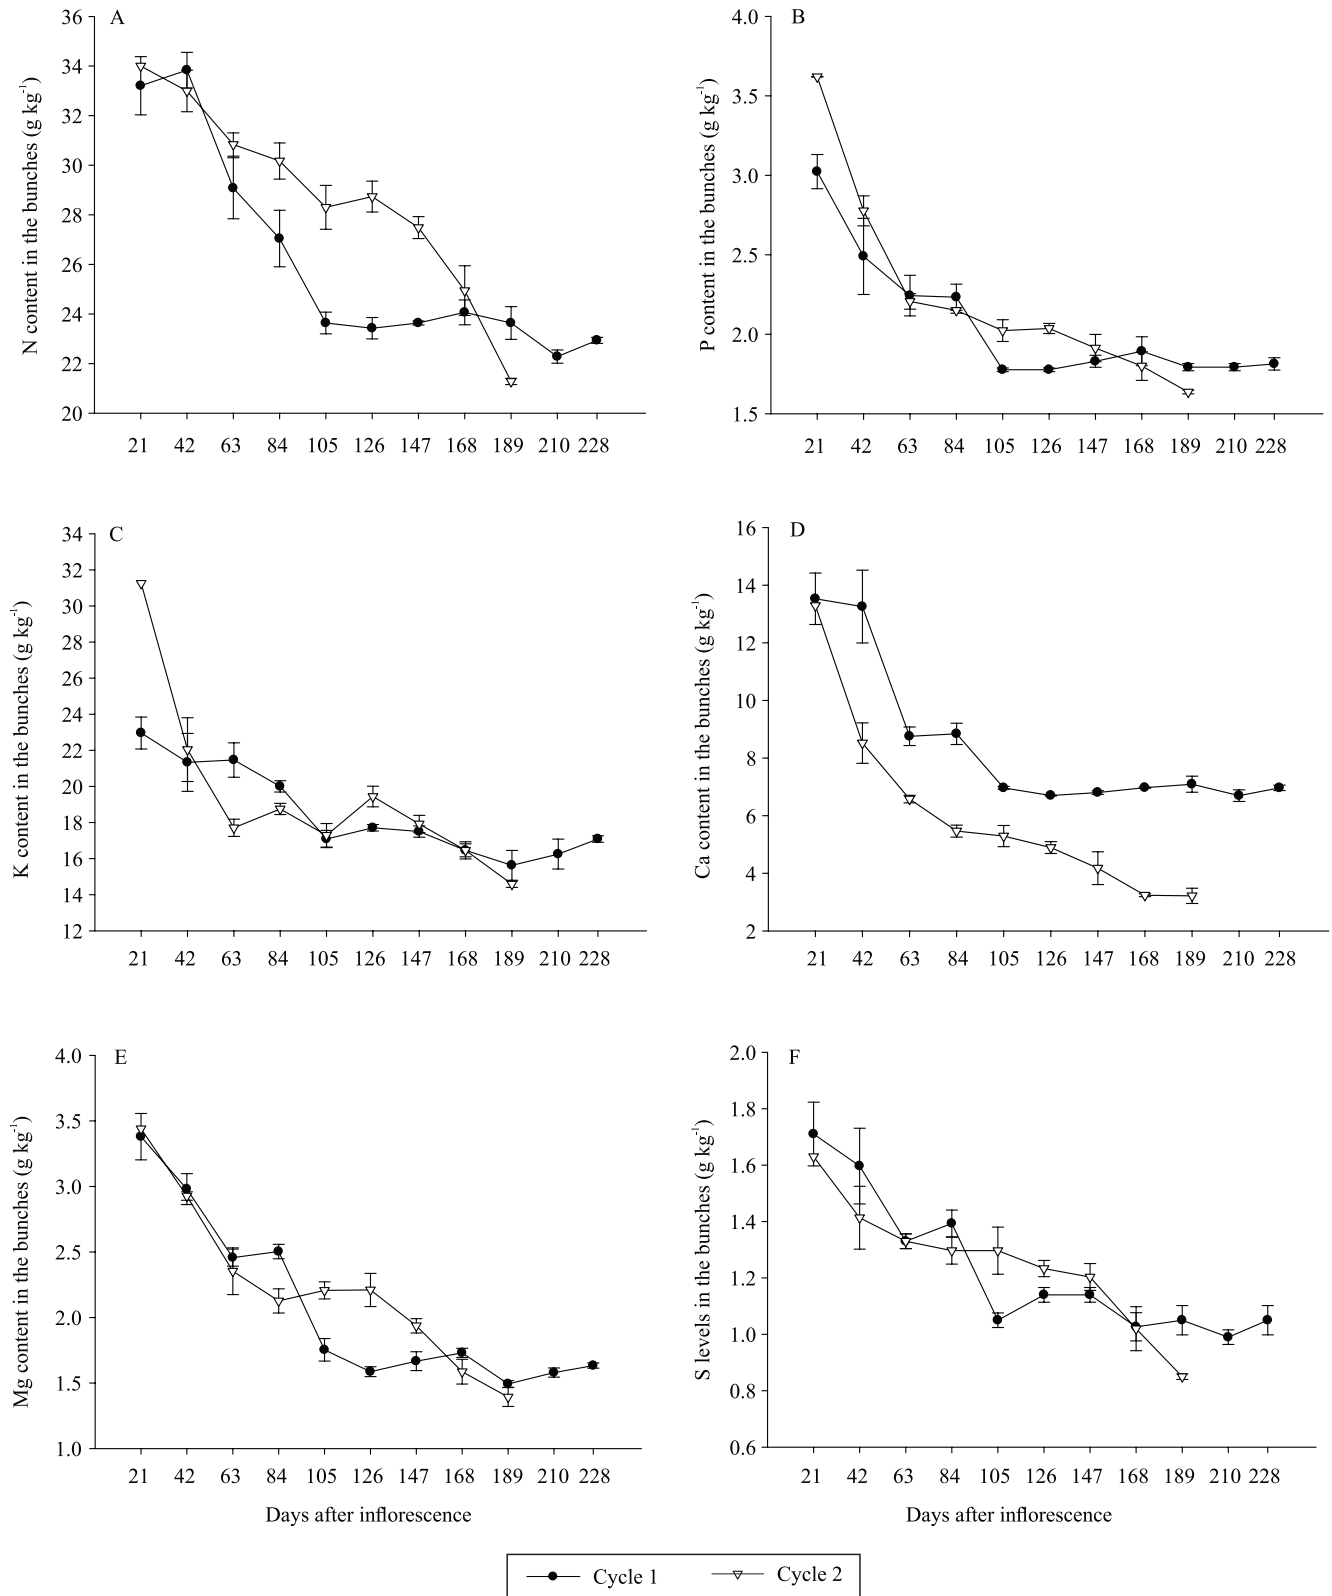 A
N content in the bunches (g kg-1)
36
34
32
30
28
26
24
22
20
21 42 63 84 105 126 147 168 189 210 228
B
P content in the bunches (g kg-1)
4.0
3.5
3.0
2.5
2.0
1.5
21 42 63 84 105 126 147 168 189 210 228
C
K content in the bunches (g kg-1)
34
32
30
28
26
24
22
20
18
16
14
12
21 42 63 84 105 126 147 168 189 210 228
D
Ca content in the bunches (g kg-1)
16
14
12
10
8
6
4
2
21 42 63 84 105 126 147 168 189 210 228
E
Mg content in the bunches (g kg-1)
4.0
3.5
3.0
2.5
2.0
1.5
1.0
21 42 63 84 105 126 147 168 189 210 228
Days after inflorescence
F
S levels in the bunches (g kg-1)
2.0
1.8
1.6
1.4
1.2
1.0
0.8
0.6
21 42 63 84 105 126 147 168 189 210 228
Days after inflorescence
Cycle 1 Cycle 2